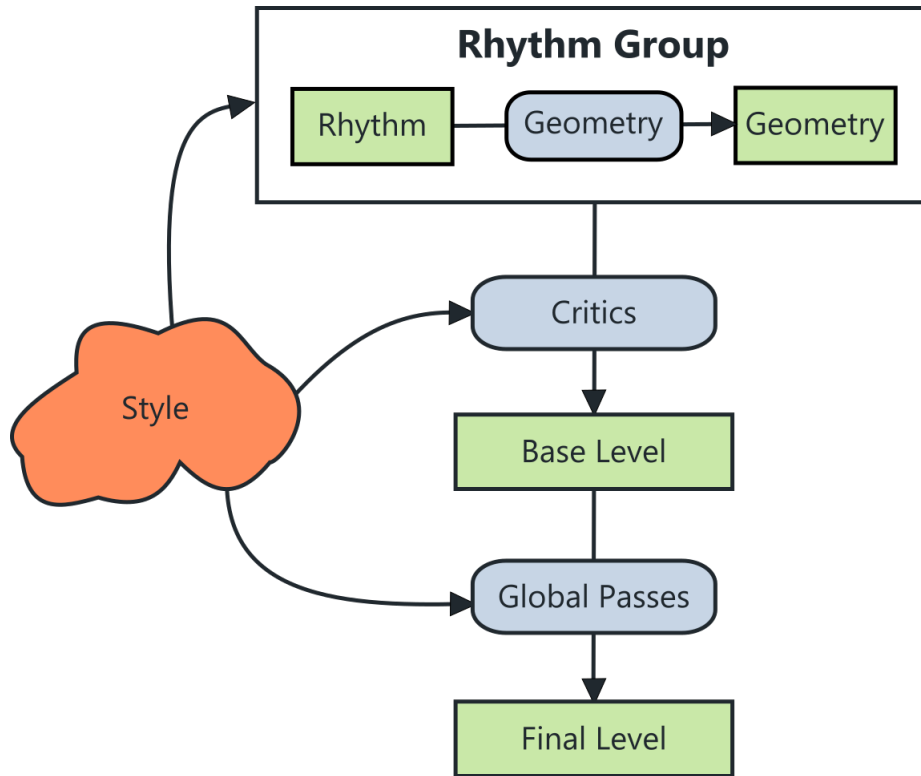 Rhythm Group
Rhythm
Geometry
Geometry
Critics
Style
Base Level
Global Passes
Final Level